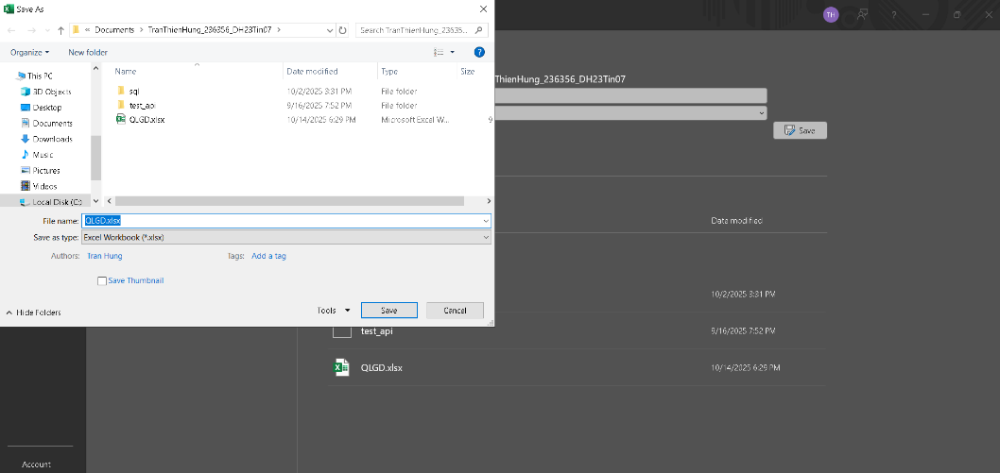 Save As
TH
?
« Documents > TranThienHung_236356_DH23Tin07 >
Search TranThienHung_23635...
Organize
New folder
?
Name
Date modified
Type
Size
This PC
3D Objects
Desktop
Documents
Downloads
Music
Pictures
Videos
Local Disk (C:)
sql 10/2/2025 3:31 PM File folder
test_api 9/16/2025 7:52 PM File folder
QLGD.xlsx 10/14/2025 6:29 PM Microsoft Excel W... 9
File name: QLGD.xlsx
Save as type: Excel Workbook (*.xlsx)
Authors: Tran Hung
Tags: Add a tag
Save Thumbnail
Hide Folders
Tools
Save
Cancel
ThienHung_236356_DH23Tin07
Save
Date modified
10/2/2025 3:31 PM
test_api 9/16/2025 7:52 PM
QLGD.xlsx 10/14/2025 6:29 PM
Account